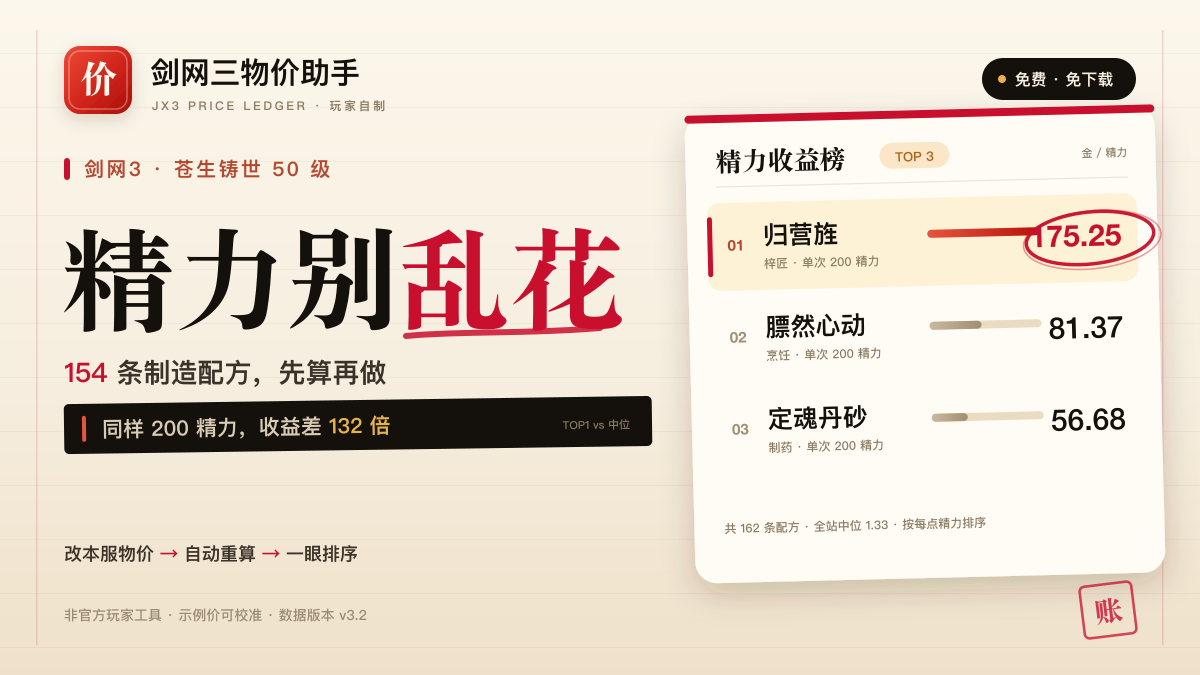 价
剑网三物价助手
JX3 PRICE LEDGER · 玩家自制
免费 · 免下载
剑网3 · 苍生铸世 50 级
精力别乱花
154 条制造配方，先算再做
同样 200 精力，收益差 132 倍
TOP1 vs 中位
改本服物价 → 自动重算 → 一眼排序
非官方玩家工具 · 示例价可校准 · 数据版本 v3.2
精力收益榜
TOP 3
金 / 精力
01
归营旌
梓匠 · 单次 200 精力
175.25
02
膘然心动
烹饪 · 单次 200 精力
81.37
03
定魂丹砂
制药 · 单次 200 精力
56.68
共 162 条配方 · 全站中位 1.33 · 按每点精力排序
账